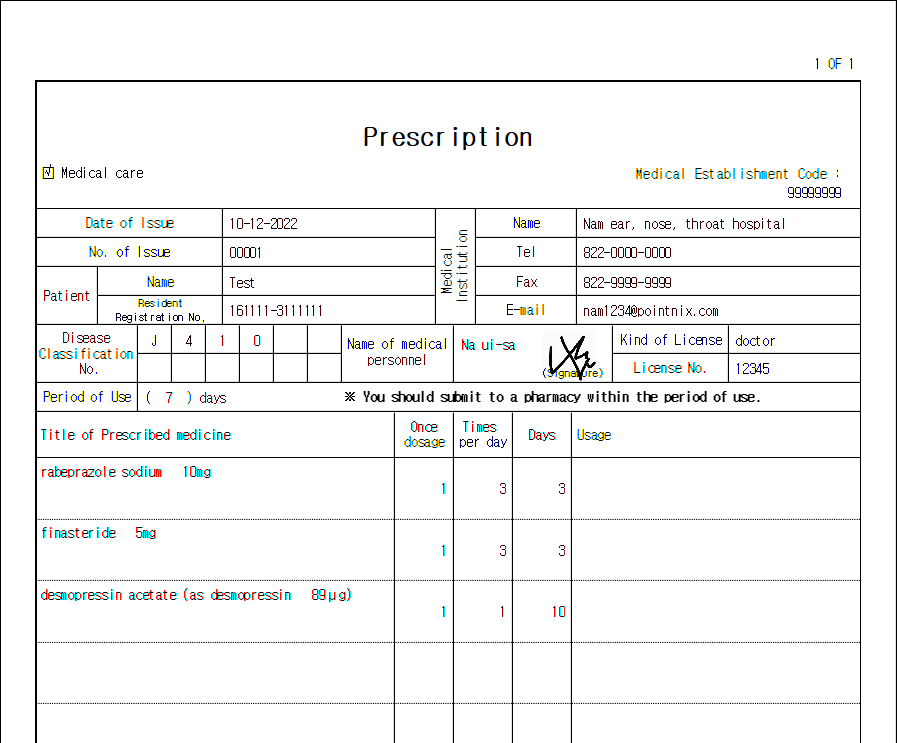 1 OF 1
Prescription
Medical care
Medical Establishment Code :
99999999
Date of Issue 10-12-2022
No. of Issue 00001
Patient
Name Test
Resident
Registration No. 161111-3111111
Medical
Institution
Name Nam ear, nose, throat hospital
Tel 822-0000-0000
Fax 822-9999-9999
E-mail nam1234@pointnix.com
Disease
Classification
No.
J 4 1 0
Name of medical
personnel
Na ui-sa
(Signature)
Kind of License doctor
License No. 12345
Period of Use ( 7 ) days
※ You should submit to a pharmacy within the period of use.
Title of Prescribed medicine
Once
dosage
Times
per day
Days
Usage
rabeprazole sodium 10mg
1 3 3
finasteride 5mg
1 3 3
desmopressin acetate (as desmopressin 89μg)
1 1 10